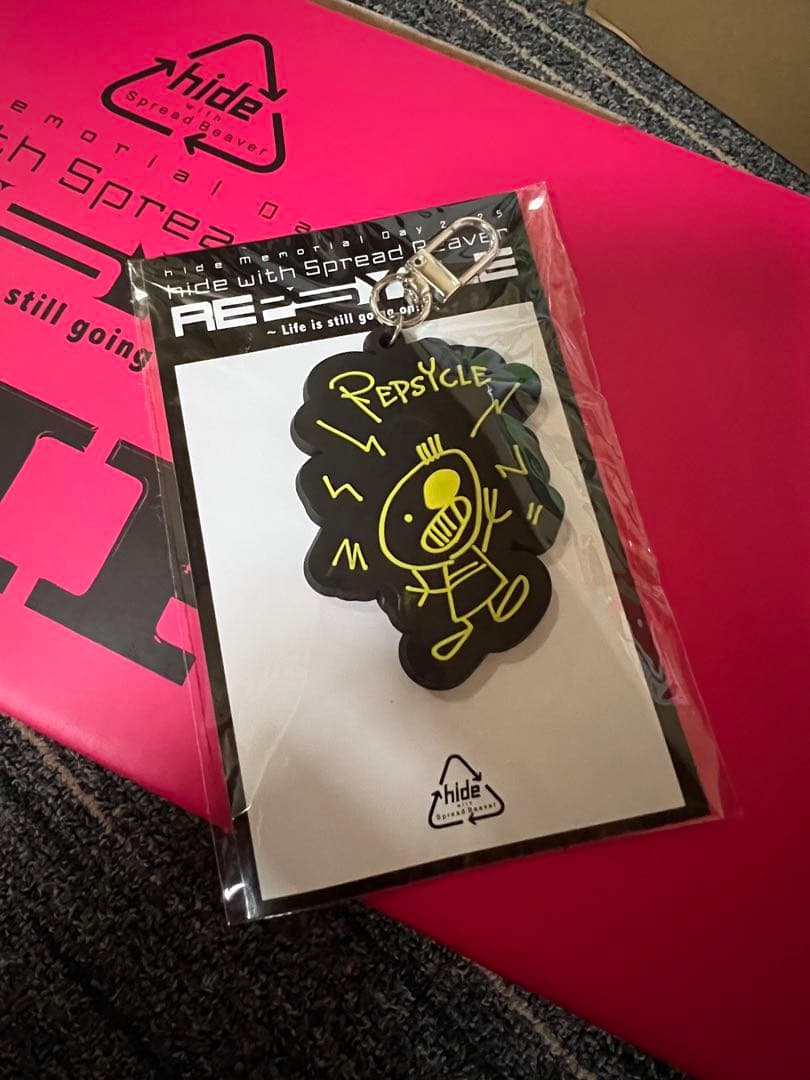 hide
with
Spread Beaver
emorial Da
th Sprea
still going
hide Memorial Day 2025
hide with Spread Beaver
~ Life is still going on
REPSYCLE
hide
with
Spread Beaver